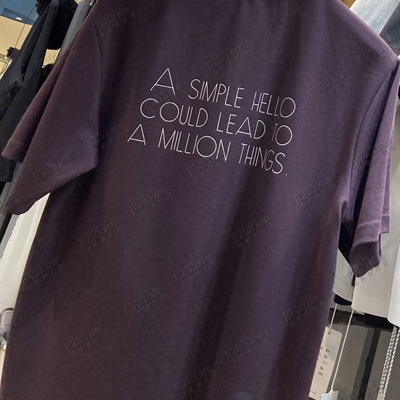 A SIMPLE HELLO
COULD LEAD TO
A MILLION THINGS.